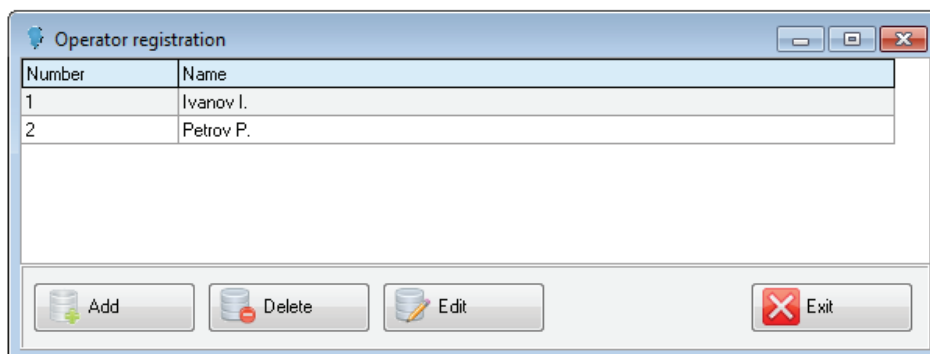 Operator registration
Number Name
1 Ivanov I.
2 Petrov P.
Add Delete Edit Exit